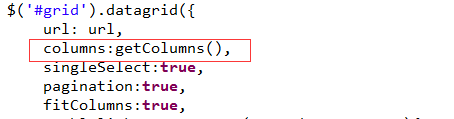 $('#grid').datagrid({
url: url,
columns:getColumns(),
singleSelect:true,
pagination:true,
fitColumns:true,